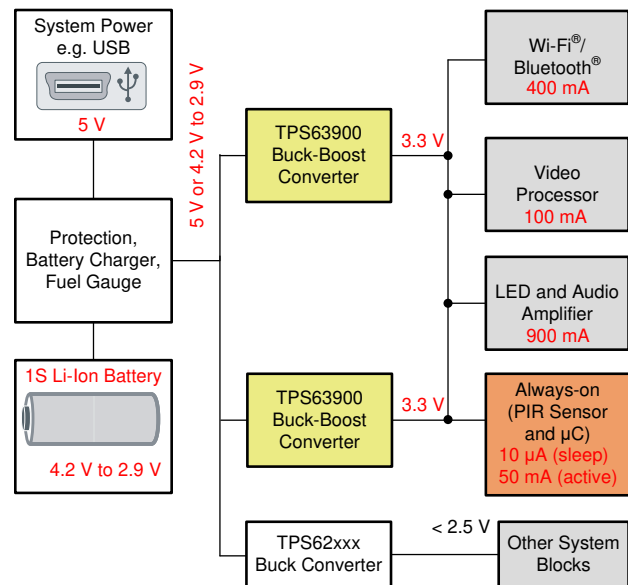 System Power
e.g. USB
5 V
Protection,
Battery Charger,
Fuel Gauge
1S Li-Ion Battery
4.2 V to 2.9 V
5 V or 4.2 V to 2.9 V
TPS63900
Buck-Boost
Converter
3.3 V
TPS63900
Buck-Boost
Converter
3.3 V
TPS62xxx
Buck Converter
< 2.5 V
Wi-Fi®/
Bluetooth®
400 mA
Video
Processor
100 mA
LED and Audio
Amplifier
900 mA
Always-on
(PIR Sensor
and µC)
10 µA (sleep)
50 mA (active)
Other System
Blocks